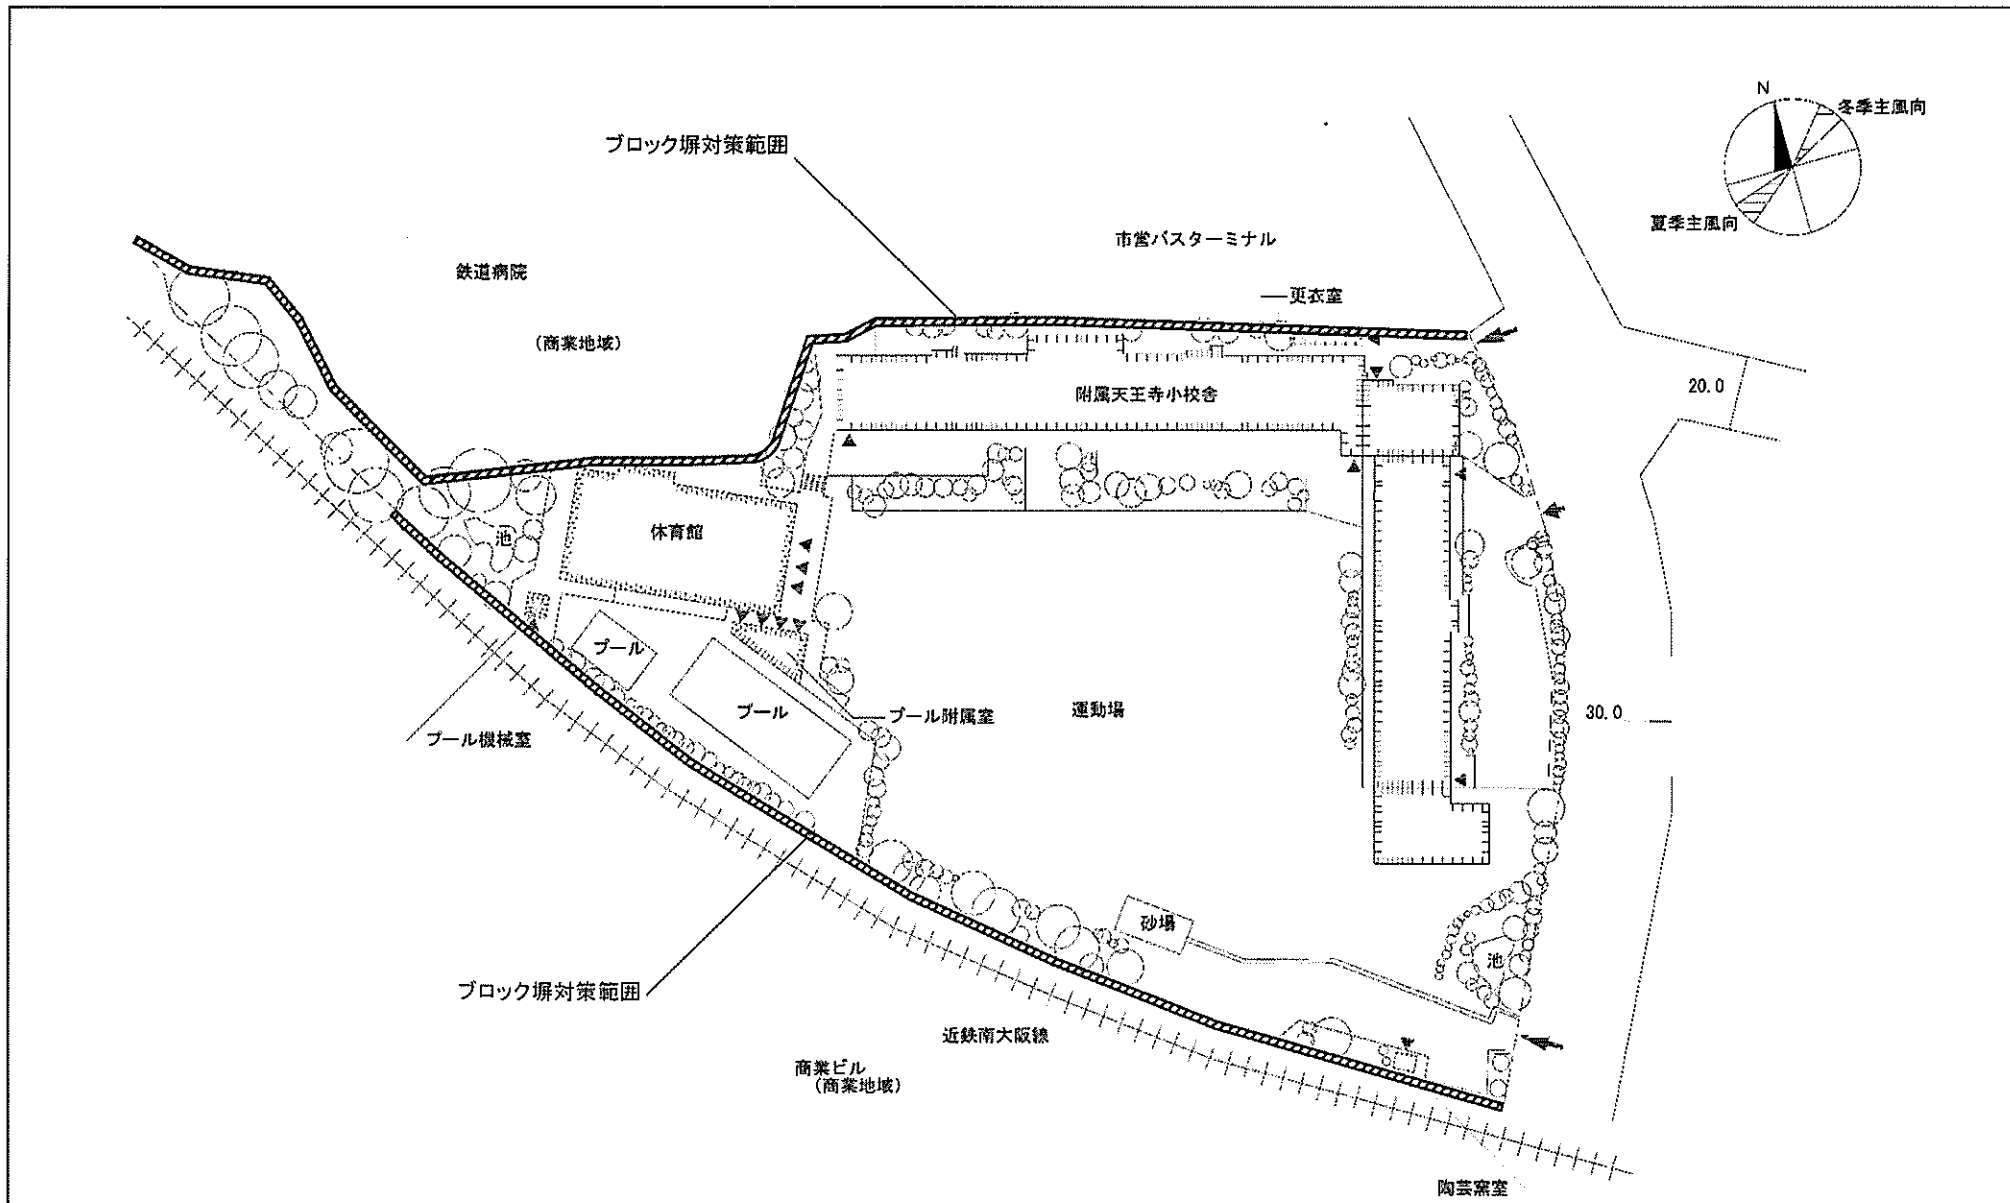 N
冬季主風向
ブロック塀対策範囲
夏季主風向
市営バスターミナル
鉄道病院
更衣室
(商業地域)
附属天王寺小校舎
20.0
池
体育館
プール
プール
プール附属室
運動場
30.0
プール機械室
砂場
池
ブロック塀対策範囲
近鉄南大阪線
商業ビル
(商業地域)
陶芸窯室